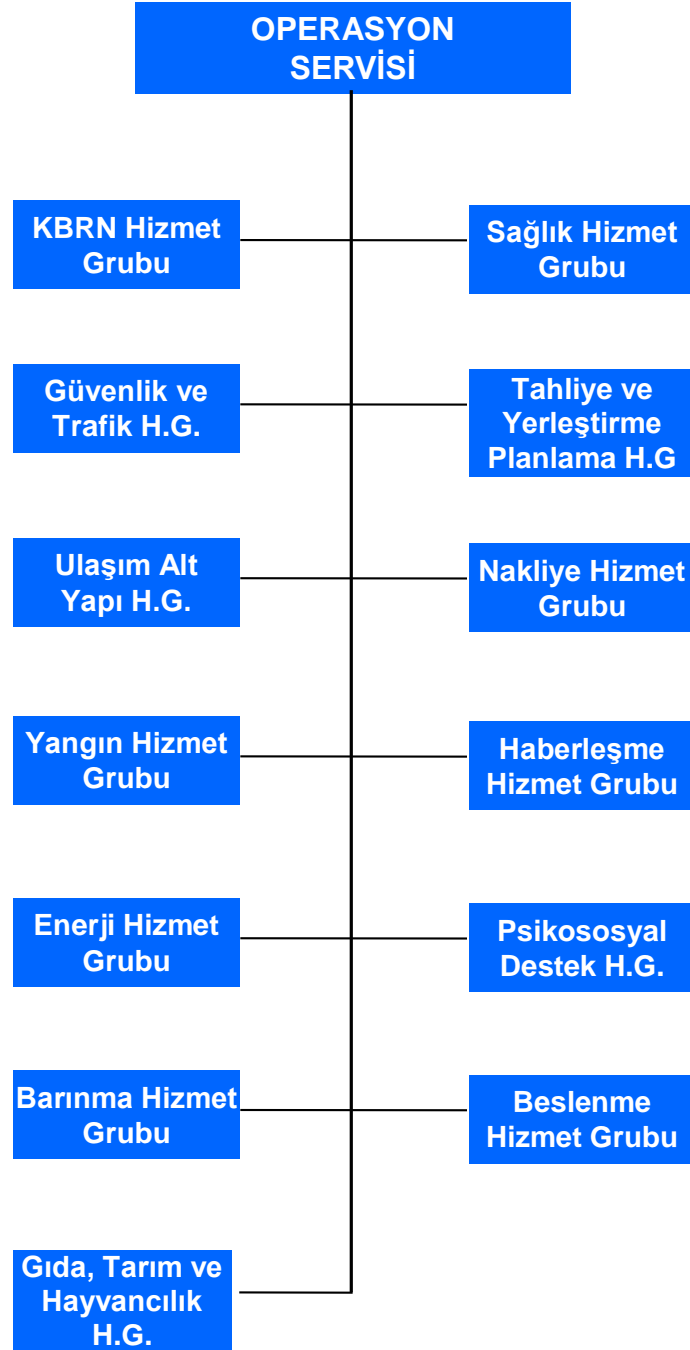 OPERASYON
SERVİSİ
KBRN Hizmet
Grubu
Sağlık Hizmet
Grubu
Güvenlik ve
Trafik H.G.
Tahliye ve
Yerleştirme
Planlama H.G
Ulaşım Alt
Yapı H.G.
Nakliye Hizmet
Grubu
Yangın Hizmet
Grubu
Haberleşme
Hizmet Grubu
Enerji Hizmet
Grubu
Psikososyal
Destek H.G.
Barınma Hizmet
Grubu
Beslenme
Hizmet Grubu
Gıda, Tarım ve
Hayvancılık
H.G.